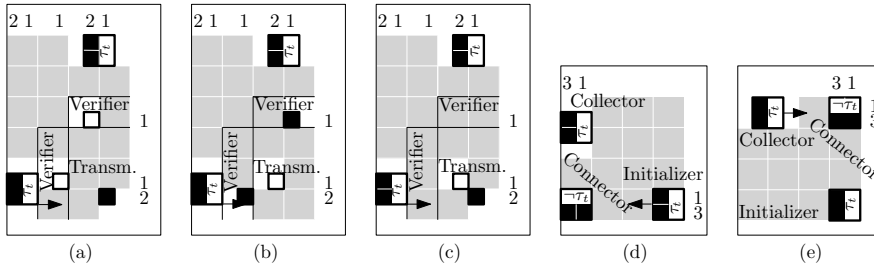 2 1 1 2 1
τt
Verifier
1
Verifier
Transm.
τt
1
2
(a)
2 1 1 2 1
τt
Verifier
1
Verifier
Transm.
τt
1
2
(b)
2 1 1 2 1
τt
Verifier
1
Verifier
Transm.
τt
1
2
(c)
3 1
Collector
τt
Connector
Initializer
¬τt
τt
1
3
(d)
3 1
τt
¬τt
1
3
Collector
Connector
Initializer
τt
(e)